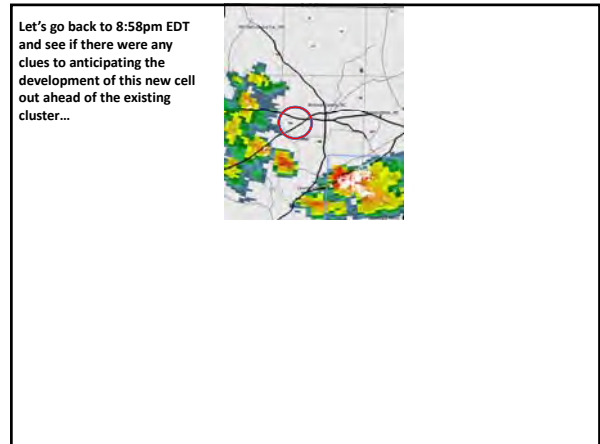 Let’s go back to 8:58pm EDT
and see if there were any
clues to anticipating the
development of this new cell
out ahead of the existing
cluster…